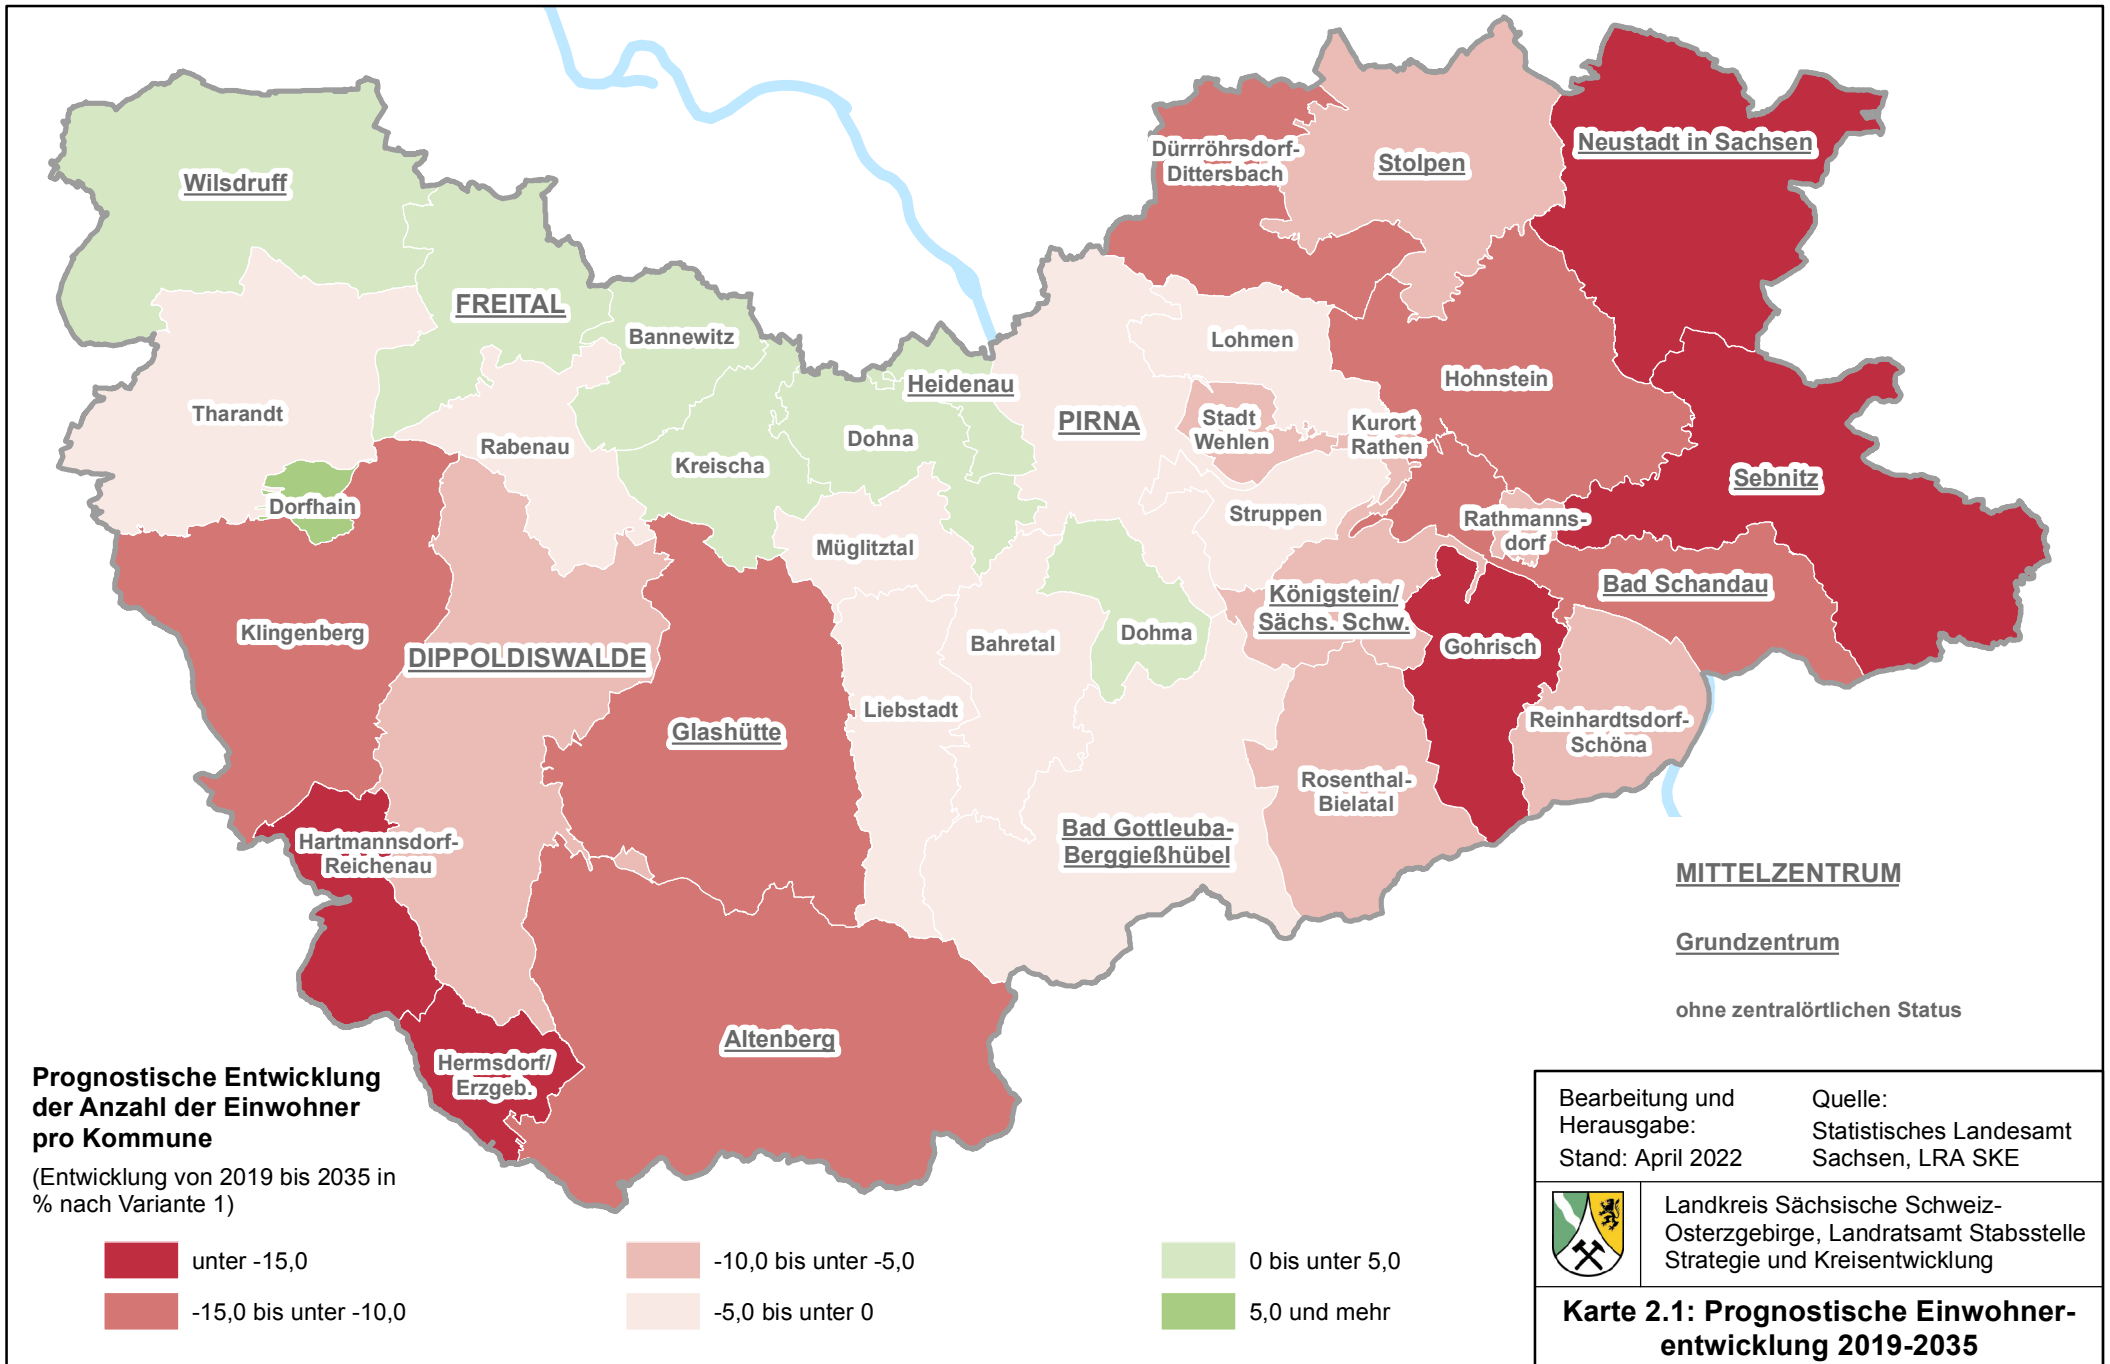 Wilsdruff
Dürrröhrsdorf-
Dittersbach
Stolpen
Neustadt in Sachsen
FREITAL
Bannewitz
Lohmen
Heidenau
Hohnstein
Tharandt
Rabenau
Kreischa
Dohna
PIRNA
Stadt
Wehlen
Kurort
Rathen
Sebnitz
Dorfhain
Müglitztal
Struppen
Rathmanns-
dorf
Bad Schandau
Königstein/
Sächs. Schw.
Klingenberg
DIPPOLDISWALDE
Bahretal
Dohma
Gohrisch
Glashütte
Liebstadt
Reinhardtsdorf-
Schöna
Rosenthal-
Bielatal
Hartmannsdorf-
Reichenau
Bad Gottleuba-
Berggießhübel
Altenberg
Hermsdorf/
Erzgeb.
MITTELZENTRUM
Grundzentrum
ohne zentralörtlichen Status
Prognostische Entwicklung
der Anzahl der Einwohner
pro Kommune
(Entwicklung von 2019 bis 2035 in
% nach Variante 1)
unter -15,0
-15,0 bis unter -10,0
-10,0 bis unter -5,0
-5,0 bis unter 0
0 bis unter 5,0
5,0 und mehr
Bearbeitung und
Herausgabe:
Stand: April 2022
Quelle:
Statistisches Landesamt
Sachsen, LRA SKE
Landkreis Sächsische Schweiz-
Osterzgebirge, Landratsamt Stabsstelle
Strategie und Kreisentwicklung
Karte 2.1: Prognostische Einwohner-
entwicklung 2019-2035